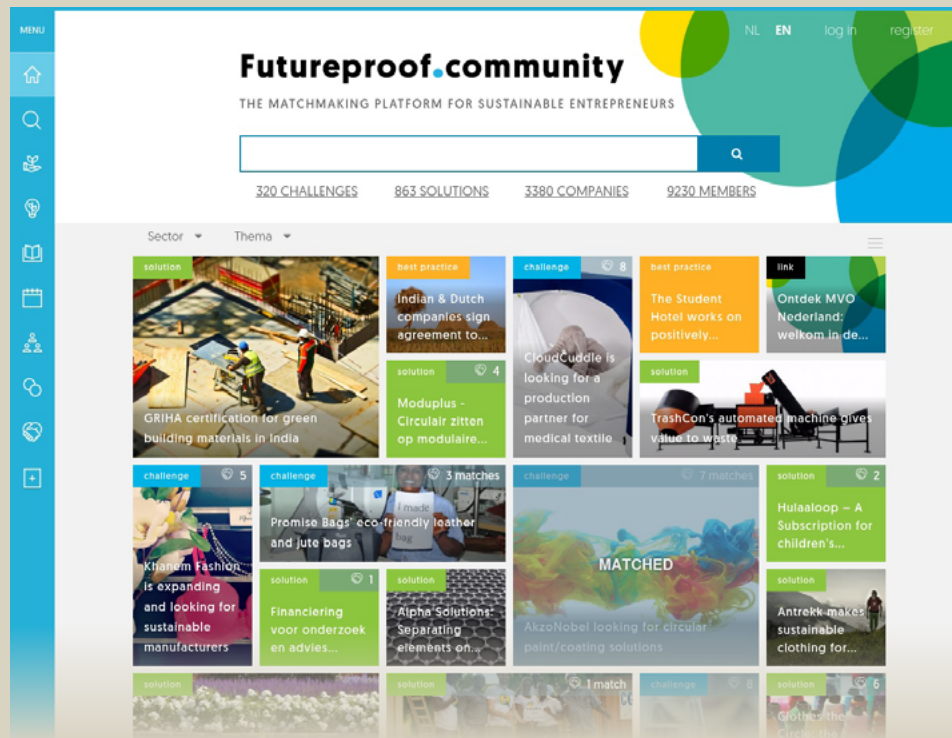 MENU
NL EN log in register
Futureproof.community
THE MATCHMAKING PLATFORM FOR SUSTAINABLE ENTREPRENEURS
320 CHALLENGES 863 SOLUTIONS 3380 COMPANIES 9230 MEMBERS
Sector Thema
solution
GRIHA certification for green
building materials in India
best practice
Indian & Dutch
companies sign
agreement to...
solution 4
Moduplus -
Circulair zitten
op modulaire...
challenge 8
CloudCuddle is
looking for a
production
partner for
medical textile
best practice
The Student
Hotel works on
positively...
link
Ontdek MVO
Nederland:
welkom in de...
solution
TrashCon's automated machine gives
value to waste
challenge 5
Khanem Fashion
is expanding
and looking for
sustainable
manufacturers
challenge 3 matches
I made
bag
Promise Bags' eco-friendly leather
and jute bags
solution 1
Financiering
voor onderzoek
en advies...
solution
Alpha Solutions:
Separating
elements on...
challenge 7 matches
MATCHED
AkzoNobel looking for circular
paint/coating solutions
solution 2
Hulaaloop – A
Subscription for
children's...
solution
Antrekk makes
sustainable
clothing for...
solution
solution 1 match
challenge 8
solution 6
Clothes the
Circle: the